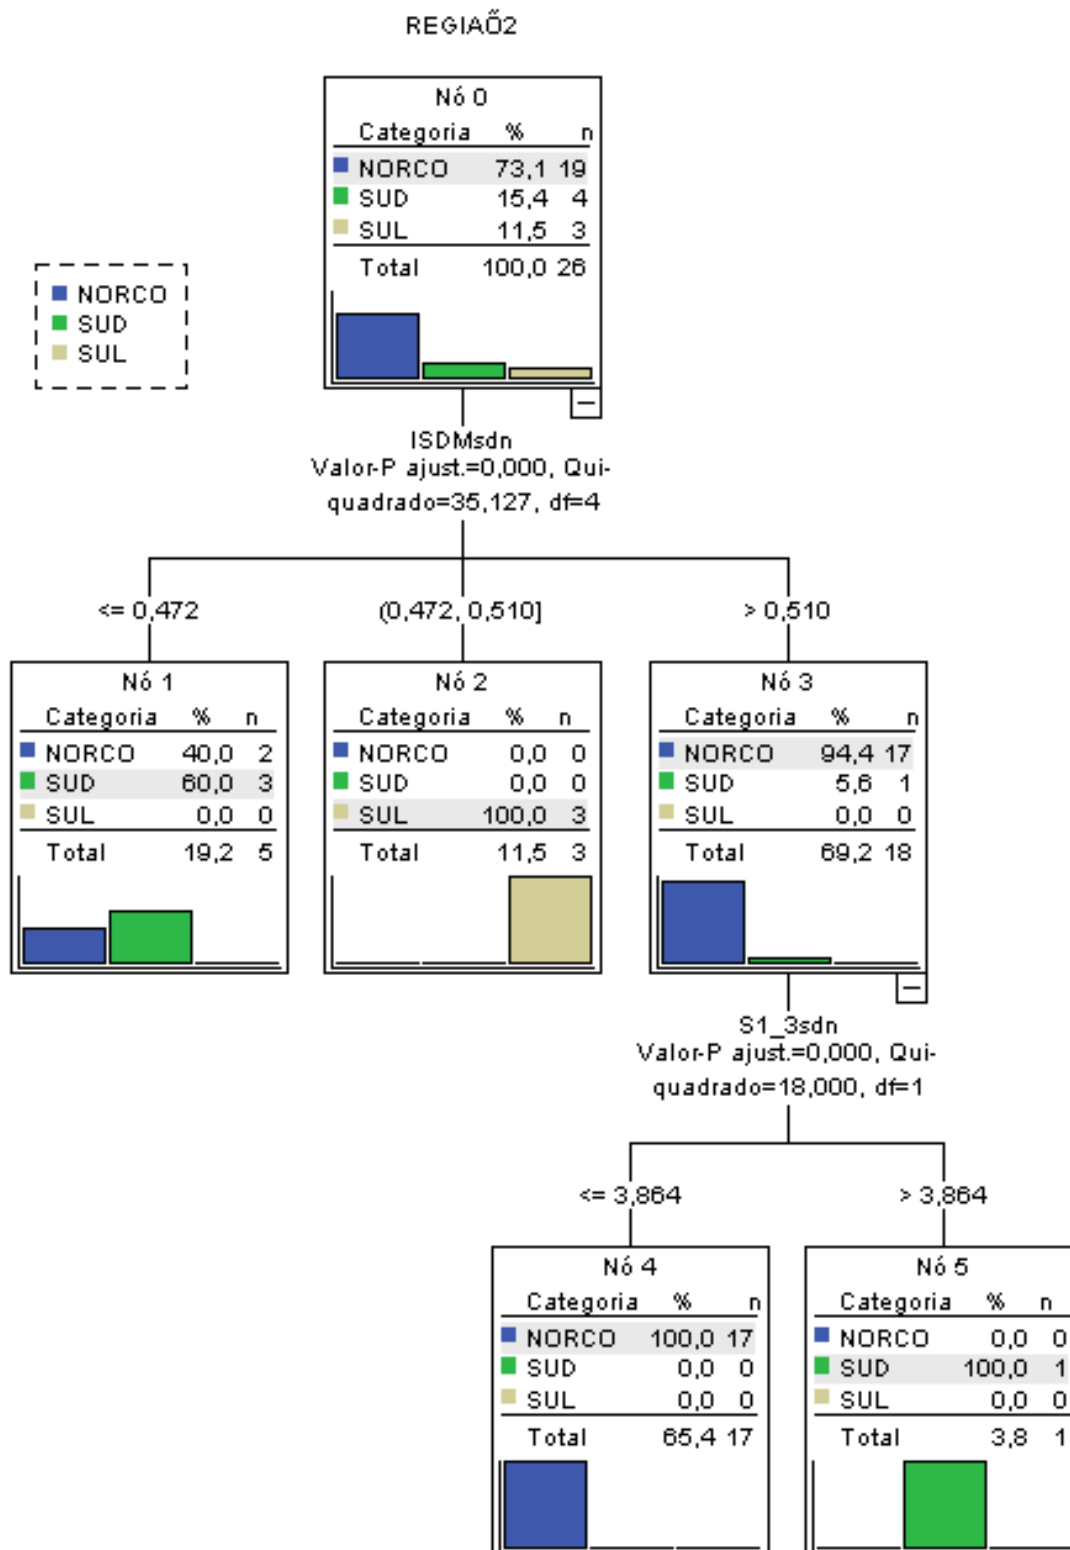 REGIAÕ2
Nó 0
Categoria % n
NORCO 73,1 19
SUD 15,4 4
SUL 11,5 3
Total 100,0 26
NORCO
SUD
SUL
ISDMsdn
Valor-P ajust.=0,000, Qui-
quadrado=35,127, df=4
<= 0,472
(0,472, 0,510]
> 0,510
Nó 1
Categoria % n
NORCO 40,0 2
SUD 60,0 3
SUL 0,0 0
Total 19,2 5
Nó 2
Categoria % n
NORCO 0,0 0
SUD 0,0 0
SUL 100,0 3
Total 11,5 3
Nó 3
Categoria % n
NORCO 94,4 17
SUD 5,6 1
SUL 0,0 0
Total 69,2 18
S1_3sdn
Valor-P ajust.=0,000, Qui-
quadrado=18,000, df=1
<= 3,864
> 3,864
Nó 4
Categoria % n
NORCO 100,0 17
SUD 0,0 0
SUL 0,0 0
Total 65,4 17
Nó 5
Categoria % n
NORCO 0,0 0
SUD 100,0 1
SUL 0,0 0
Total 3,8 1